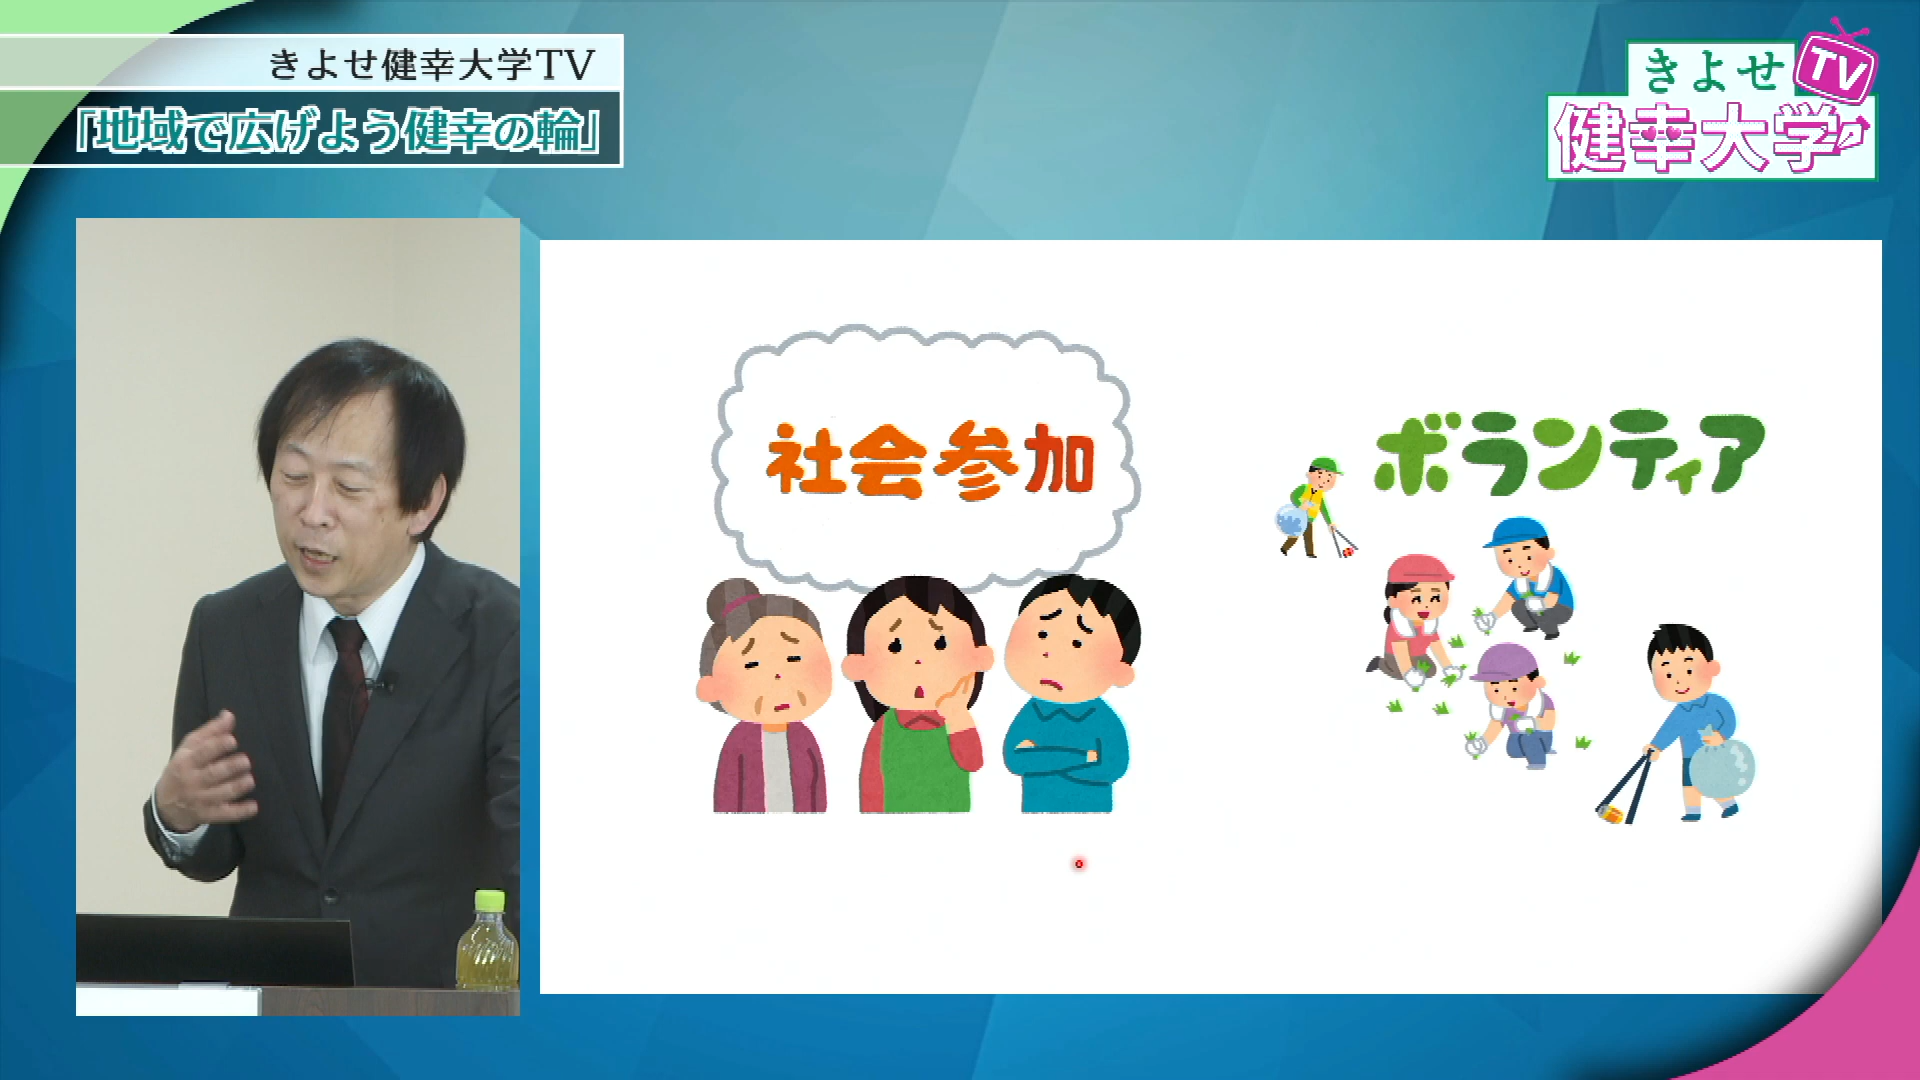 きよせ健幸大学TV
「地域で広げよう健幸の輪」
きよせ
TV
健幸大学
社会参加
ボランティア